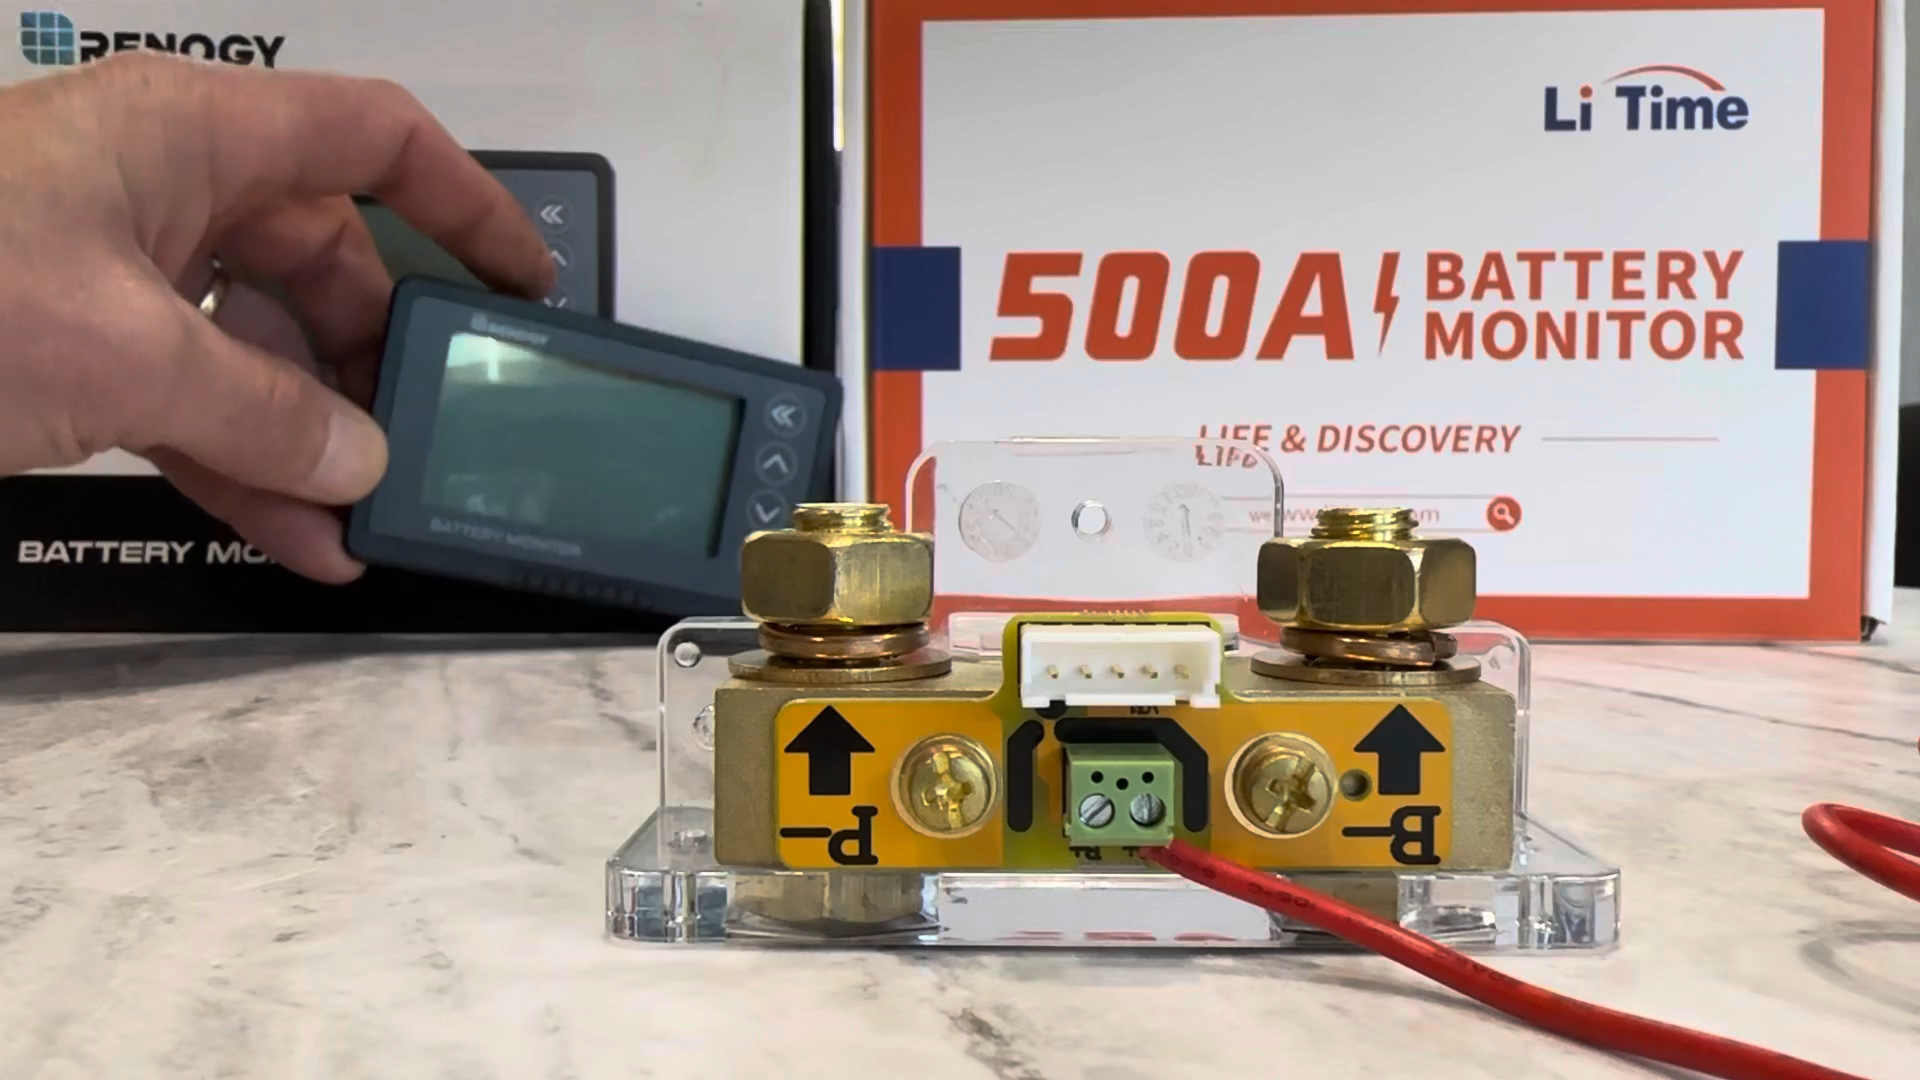 RENOGY
BATTERY MO
RENOGY
BATTERY MONITOR
Li Time
500A
BATTERY
MONITOR
LIFE & DISCOVERY
P-
B-